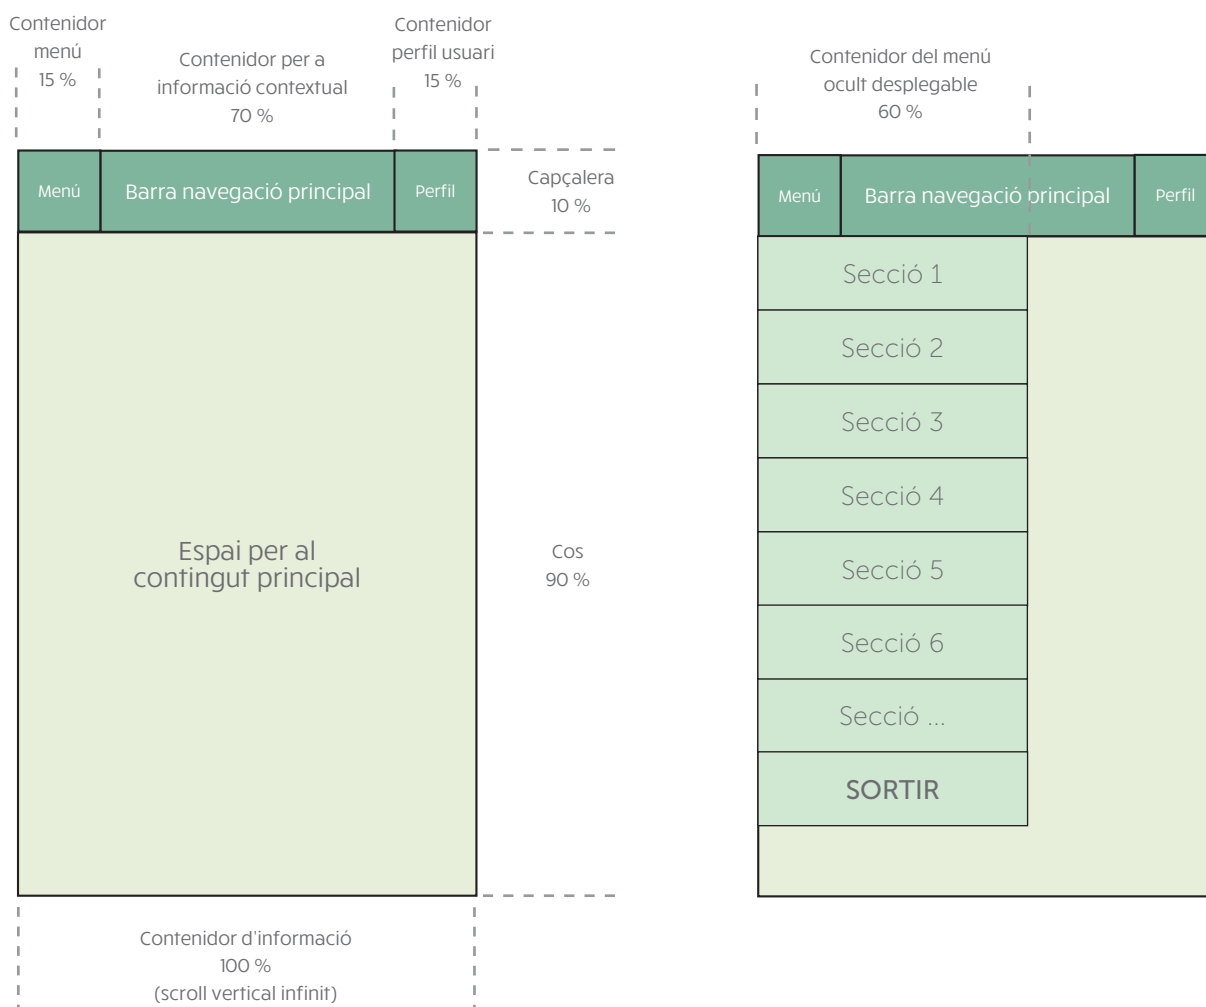 Contenidor
menú
15 %
Contenidor per a
informació contextual
70 %
Contenidor
perfil usuari
15 %
Menú
Barra navegació principal
Perfil
Capçalera
10 %
Espai per al
contingut principal
Cos
90 %
Contenidor d'informació
100 %
(scroll vertical infinit)
Contenidor del menú
ocult desplegable
60 %
Menú
Barra navegació principal
Perfil
Secció 1
Secció 2
Secció 3
Secció 4
Secció 5
Secció 6
Secció ...
SORTIR